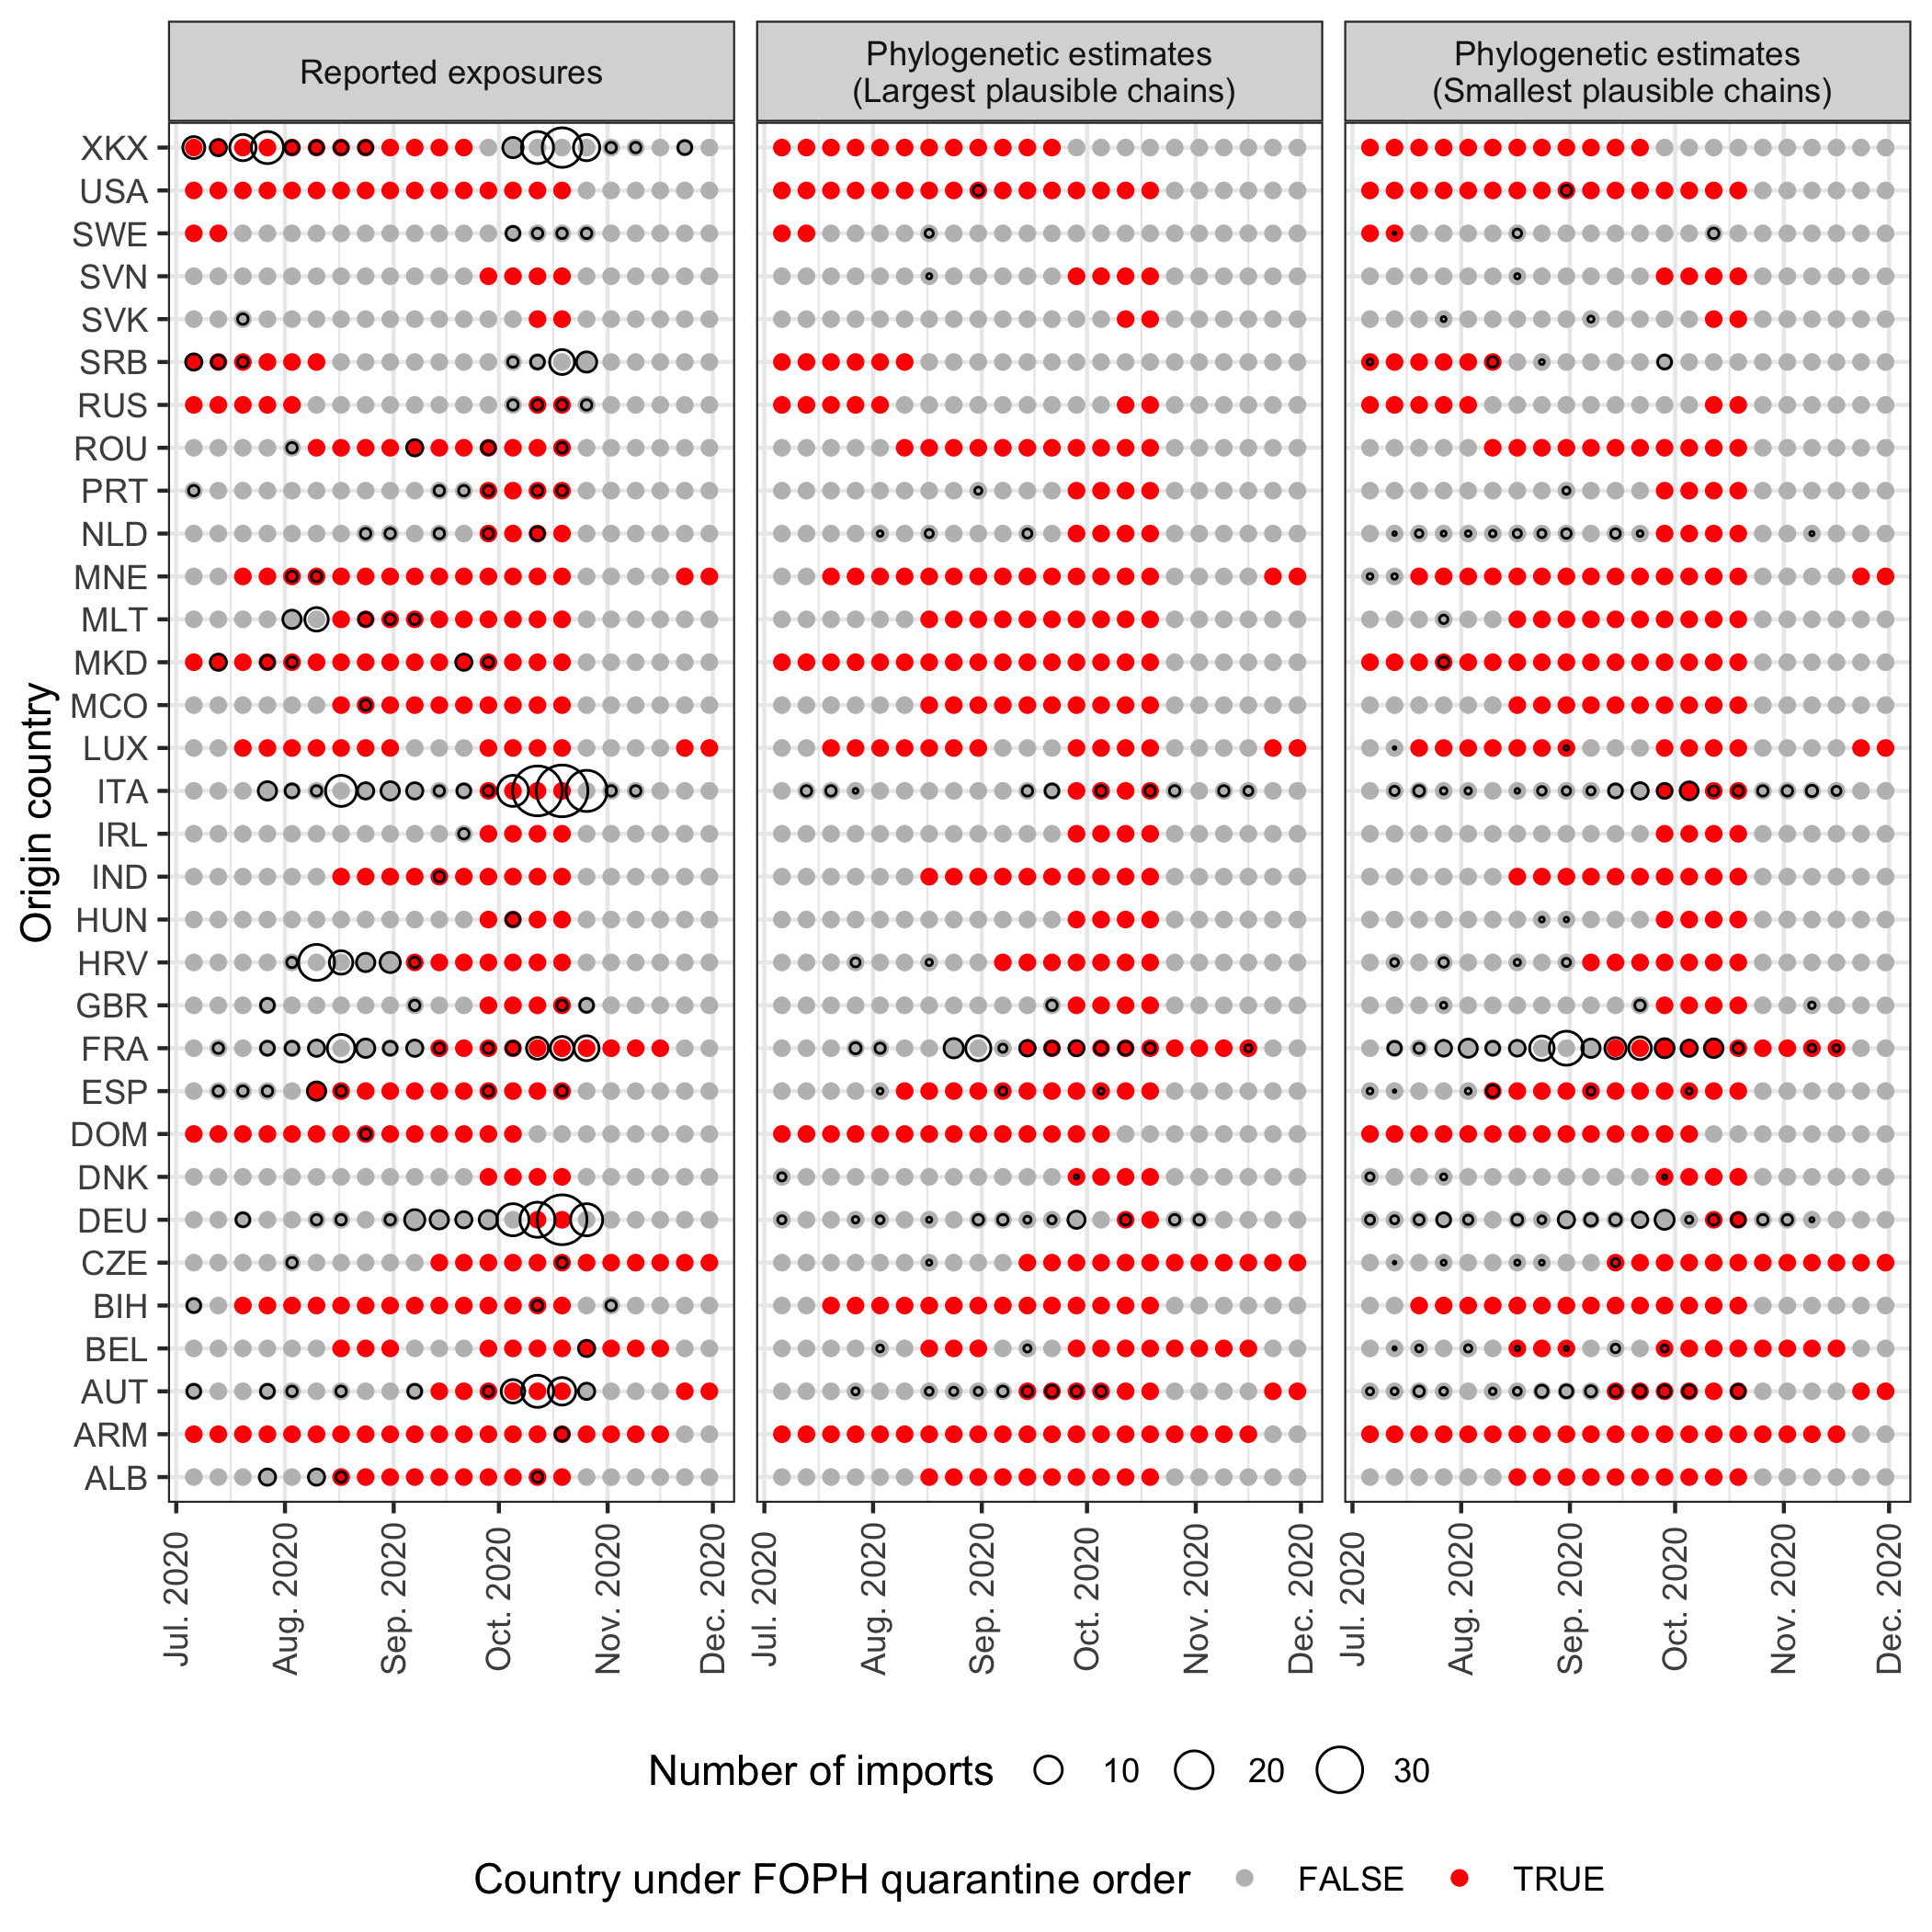 Reported exposures
Phylogenetic estimates
(Largest plausible chains)
Phylogenetic estimates
(Smallest plausible chains)
Origin country
XKX
USA
SWE
SVN
SVK
SRB
RUS
ROU
PRT
NLD
MNE
MLT
MKD
MCO
LUX
ITA
IRL
IND
HUN
HRV
GBR
FRA
ESP
DOM
DNK
DEU
CZE
BIH
BEL
AUT
ARM
ALB
Jul. 2020
Aug. 2020
Sep. 2020
Oct. 2020
Nov. 2020
Dec. 2020
Jul. 2020
Aug. 2020
Sep. 2020
Oct. 2020
Nov. 2020
Dec. 2020
Jul. 2020
Aug. 2020
Sep. 2020
Oct. 2020
Nov. 2020
Dec. 2020
Number of imports 10 20 30
Country under FOPH quarantine order FALSE TRUE